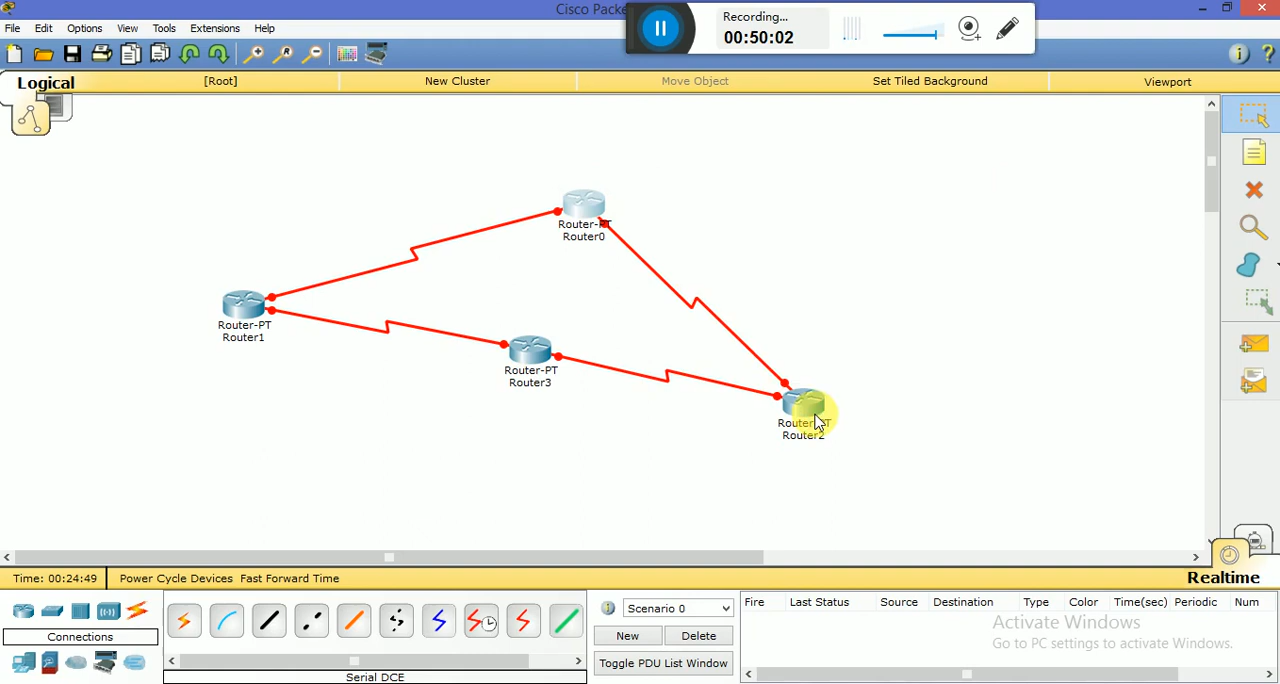 Cisco Packe
Recording...
00:50:02
File Edit Options View Tools Extensions Help
Logical
[Root]
New Cluster
Move Object
Set Tiled Background
Viewport
Router-PT
Router0
Router-PT
Router1
Router-PT
Router3
Router-PT
Router2
Time: 00:24:49
Power Cycle Devices Fast Forward Time
Realtime
Connections
Serial DCE
Scenario 0
New
Delete
Toggle PDU List Window
Fire Last Status Source Destination Type Color Time(sec) Periodic Num
Activate Windows
Go to PC settings to activate Windows.